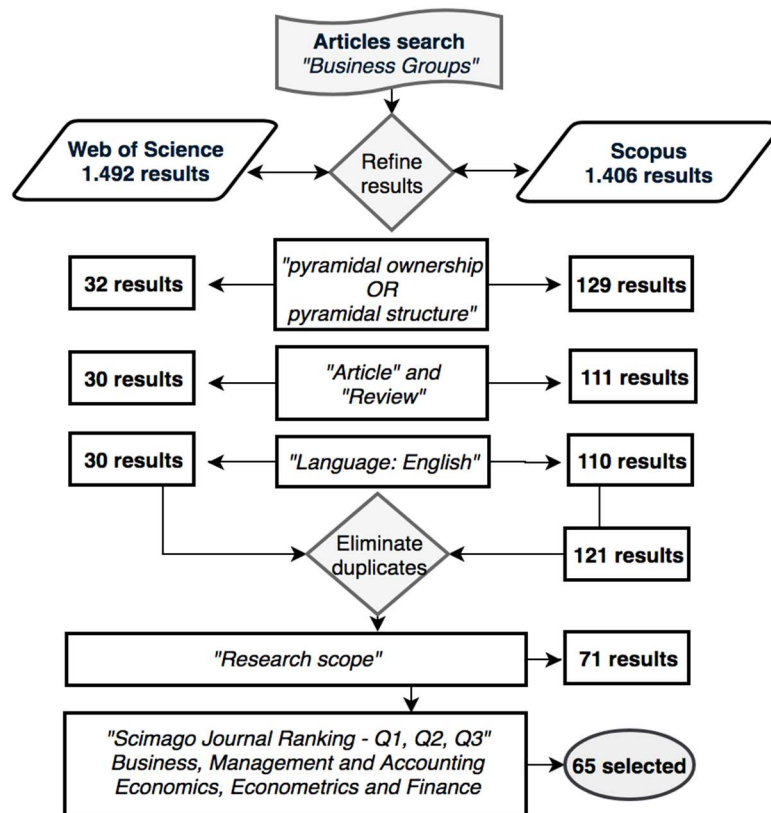 Articles search
"Business Groups"
Web of Science
1.492 results
Refine
results
Scopus
1.406 results
32 results
"pyramidal ownership
OR
pyramidal structure"
129 results
30 results
"Article" and
"Review"
111 results
30 results
"Language: English"
110 results
Eliminate
duplicates
121 results
"Research scope"
71 results
"Scimago Journal Ranking - Q1, Q2, Q3"
Business, Management and Accounting
Economics, Econometrics and Finance
65 selected